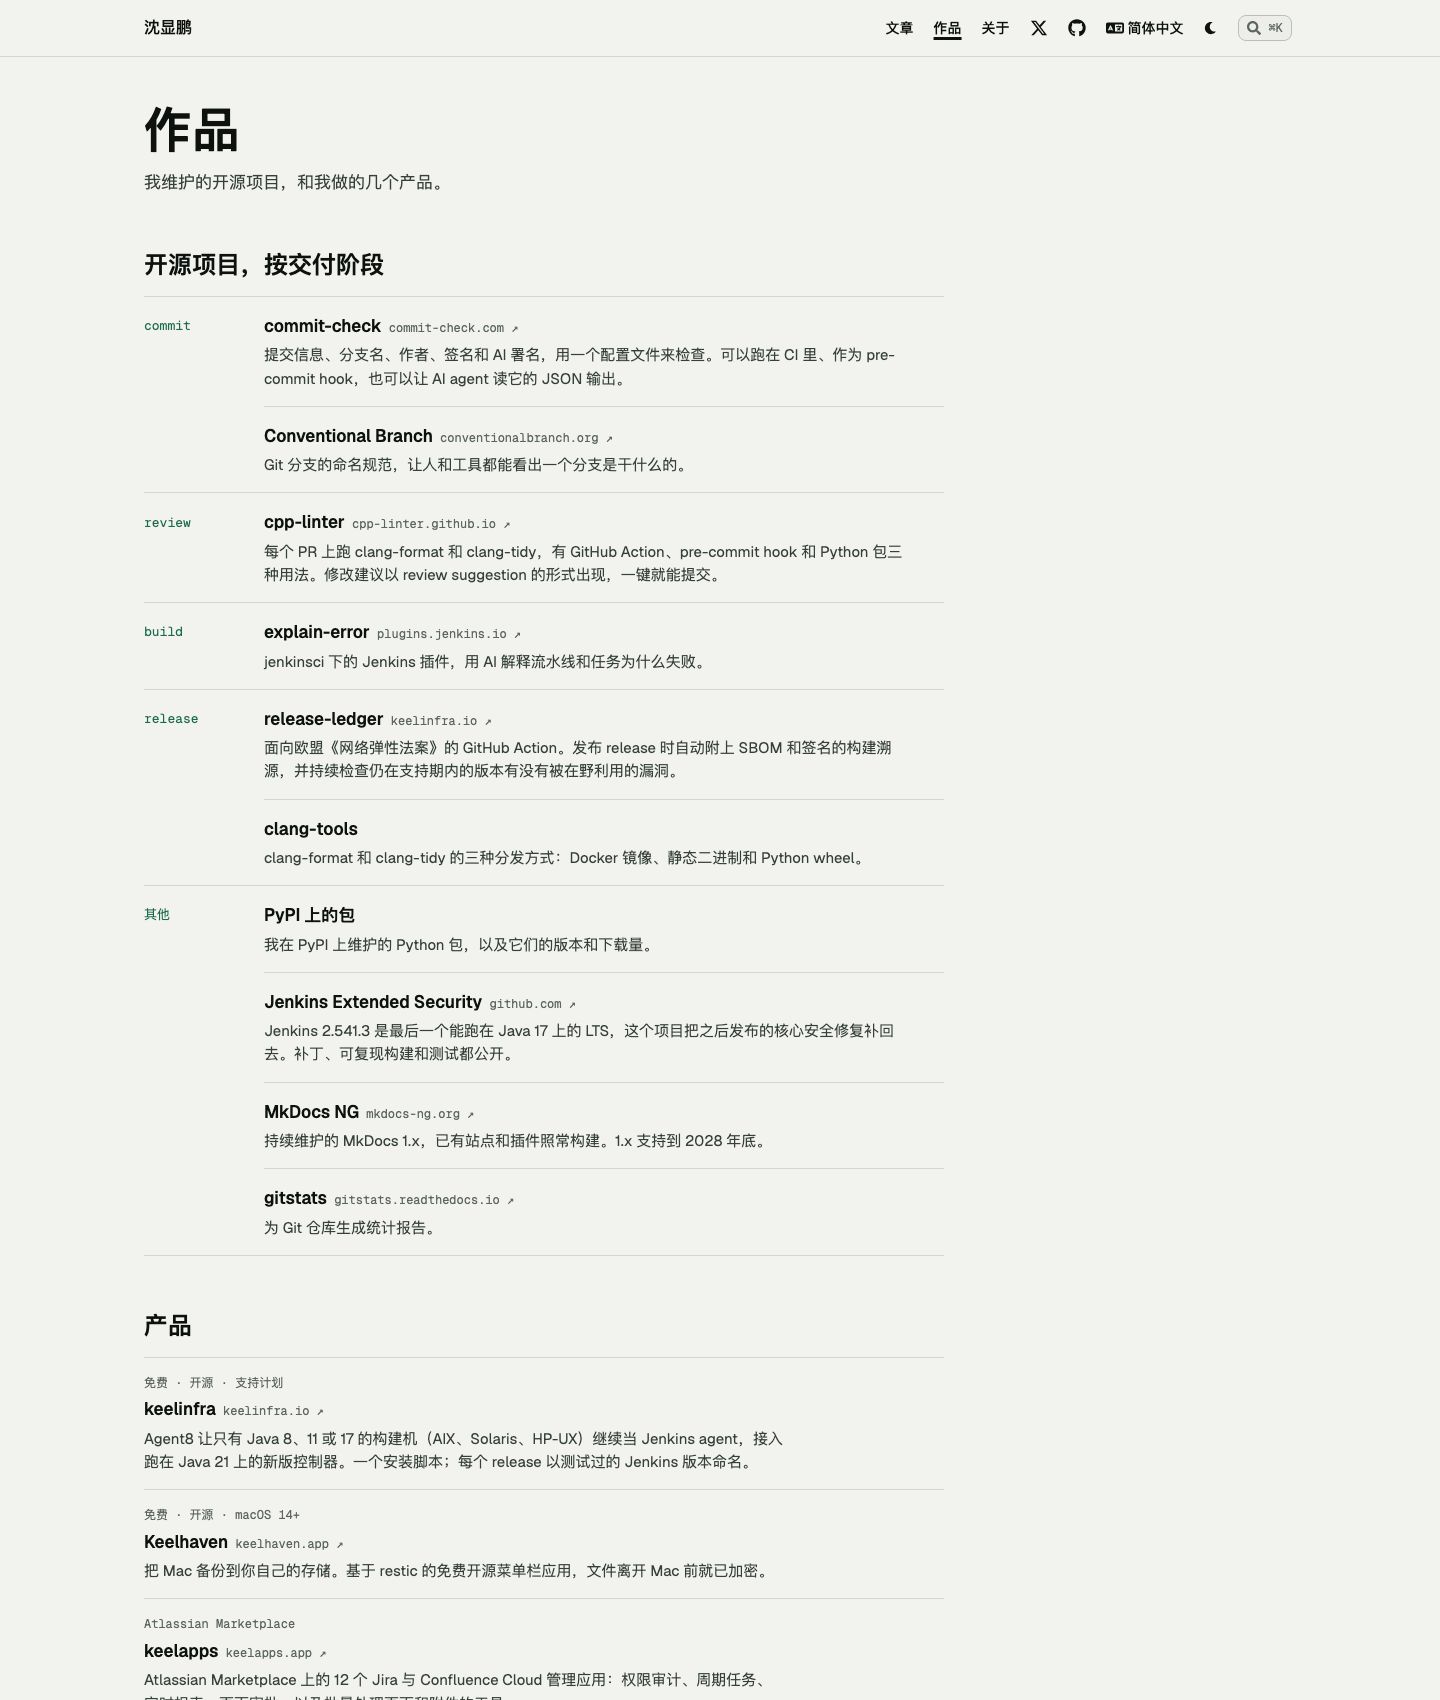 沈显鹏
文章 作品 关于 简体中文 ⌘K
作品
我维护的开源项目，和我做的几个产品。
开源项目，按交付阶段
commit
commit-check commit-check.com ↗
提交信息、分支名、作者、签名和 AI 署名，用一个配置文件来检查。可以跑在 CI 里、作为 pre-
commit hook，也可以让 AI agent 读它的 JSON 输出。
Conventional Branch conventionalbranch.org ↗
Git 分支的命名规范，让人和工具都能看出一个分支是干什么的。
review
cpp-linter cpp-linter.github.io ↗
每个 PR 上跑 clang-format 和 clang-tidy，有 GitHub Action、pre-commit hook 和 Python 包三
种用法。修改建议以 review suggestion 的形式出现，一键就能提交。
build
explain-error plugins.jenkins.io ↗
jenkinsci 下的 Jenkins 插件，用 AI 解释流水线和任务为什么失败。
release
release-ledger keelinfra.io ↗
面向欧盟《网络弹性法案》的 GitHub Action。发布 release 时自动附上 SBOM 和签名的构建溯
源，并持续检查仍在支持期内的版本有没有被在野利用的漏洞。
clang-tools
clang-format 和 clang-tidy 的三种分发方式：Docker 镜像、静态二进制和 Python wheel。
其他
PyPI 上的包
我在 PyPI 上维护的 Python 包，以及它们的版本和下载量。
Jenkins Extended Security github.com ↗
Jenkins 2.541.3 是最后一个能跑在 Java 17 上的 LTS，这个项目把之后发布的核心安全修复补回
去。补丁、可复现构建和测试都公开。
MkDocs NG mkdocs-ng.org ↗
持续维护的 MkDocs 1.x，已有站点和插件照常构建。1.x 支持到 2028 年底。
gitstats gitstats.readthedocs.io ↗
为 Git 仓库生成统计报告。
产品
免费 · 开源 · 支持计划
keelinfra keelinfra.io ↗
Agent8 让只有 Java 8、11 或 17 的构建机（AIX、Solaris、HP-UX）继续当 Jenkins agent，接入
跑在 Java 21 上的新版控制器。一个安装脚本；每个 release 以测试过的 Jenkins 版本命名。
免费 · 开源 · macOS 14+
Keelhaven keelhaven.app ↗
把 Mac 备份到你自己的存储。基于 restic 的免费开源菜单栏应用，文件离开 Mac 前就已加密。
Atlassian Marketplace
keelapps keelapps.app ↗
Atlassian Marketplace 上的 12 个 Jira 与 Confluence Cloud 管理应用：权限审计、周期任务、